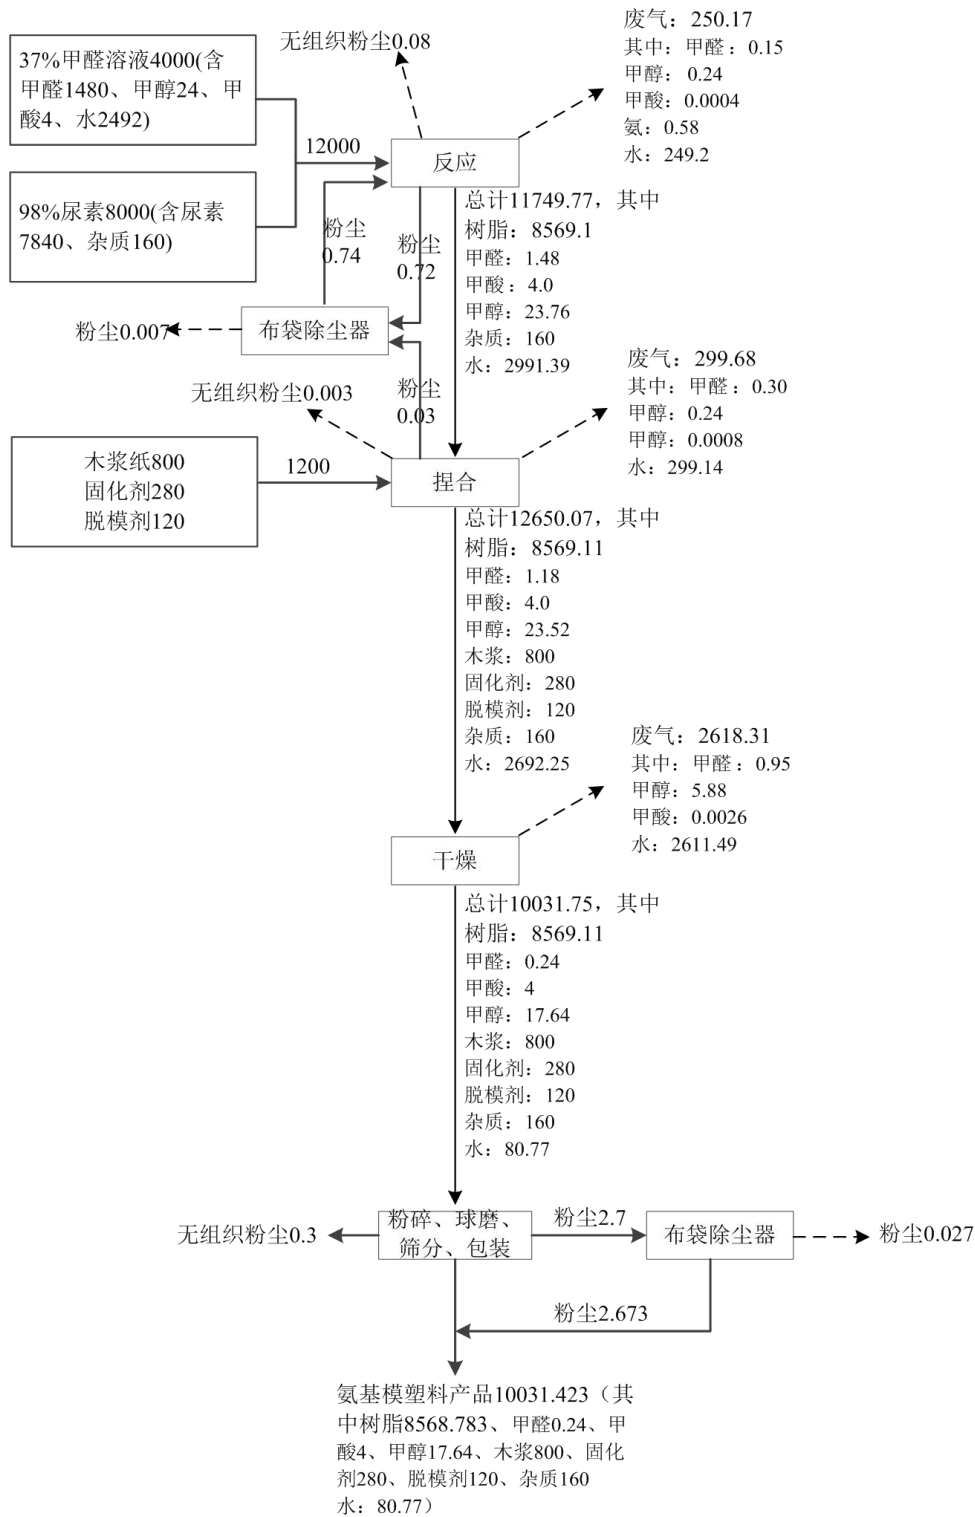 废气：250.17
其中：甲醛：0.15
甲醇：0.24
甲酸：0.0004
氨：0.58
水：249.2
无组织粉尘0.08
37%甲醛溶液4000(含
甲醛1480、甲醇24、甲
酸4、水2492)
12000
反应
98%尿素8000(含尿素
7840、杂质160)
粉尘
0.74
粉尘
0.72
总计11749.77，其中
树脂：8569.1
甲醛：1.48
甲酸：4.0
甲醇：23.76
杂质：160
水：2991.39
布袋除尘器
粉尘0.007
无组织粉尘0.003
粉尘
0.03
废气：299.68
其中：甲醛：0.30
甲醇：0.24
甲醇：0.0008
水：299.14
木浆纸800
固化剂280
脱模剂120
1200
捏合
总计12650.07，其中
树脂：8569.11
甲醛：1.18
甲酸：4.0
甲醇：23.52
木浆：800
固化剂：280
脱模剂：120
杂质：160
水：2692.25
废气：2618.31
其中：甲醛：0.95
甲醇：5.88
甲酸：0.0026
水：2611.49
干燥
总计10031.75，其中
树脂：8569.11
甲醛：0.24
甲酸：4
甲醇：17.64
木浆：800
固化剂：280
脱模剂：120
杂质：160
水：80.77
无组织粉尘0.3
粉碎、球磨、
筛分、包装
粉尘2.7
布袋除尘器
粉尘0.027
粉尘2.673
氨基模塑料产品10031.423（其
中树脂8568.783、甲醛0.24、甲
酸4、甲醇17.64、木浆800、固化
剂280、脱模剂120、杂质160
水：80.77）